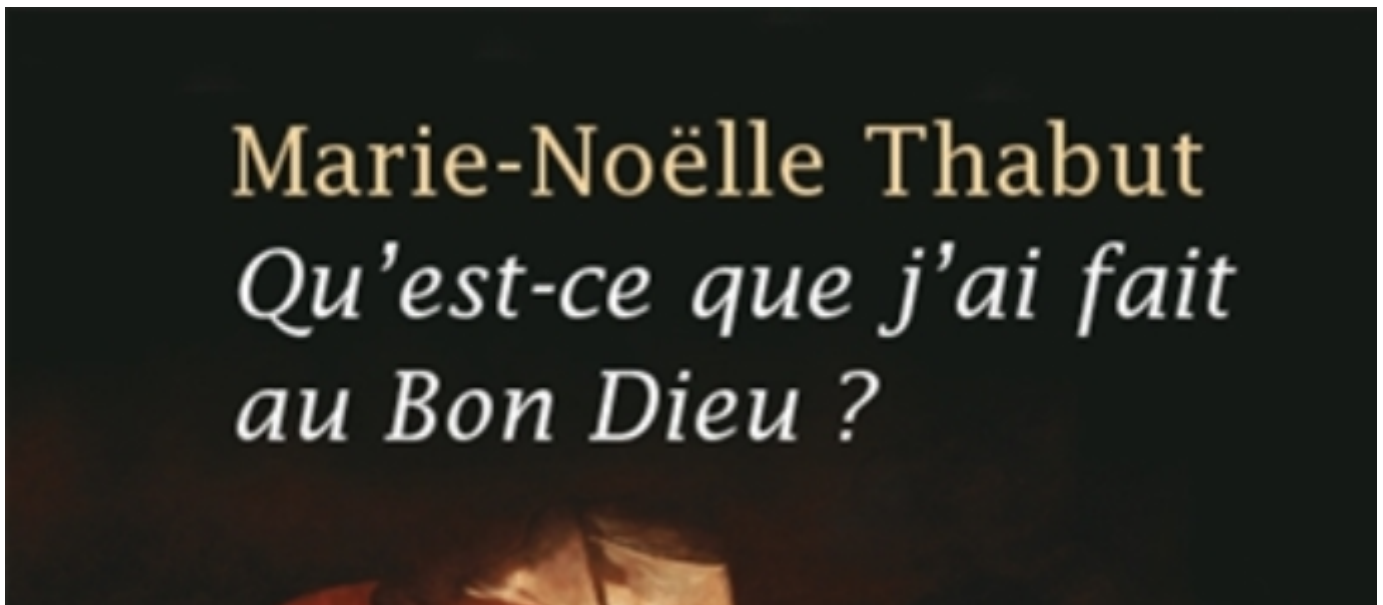 Marie-Noëlle Thabut
Qu’est-ce que j’ai fait
au Bon Dieu ?